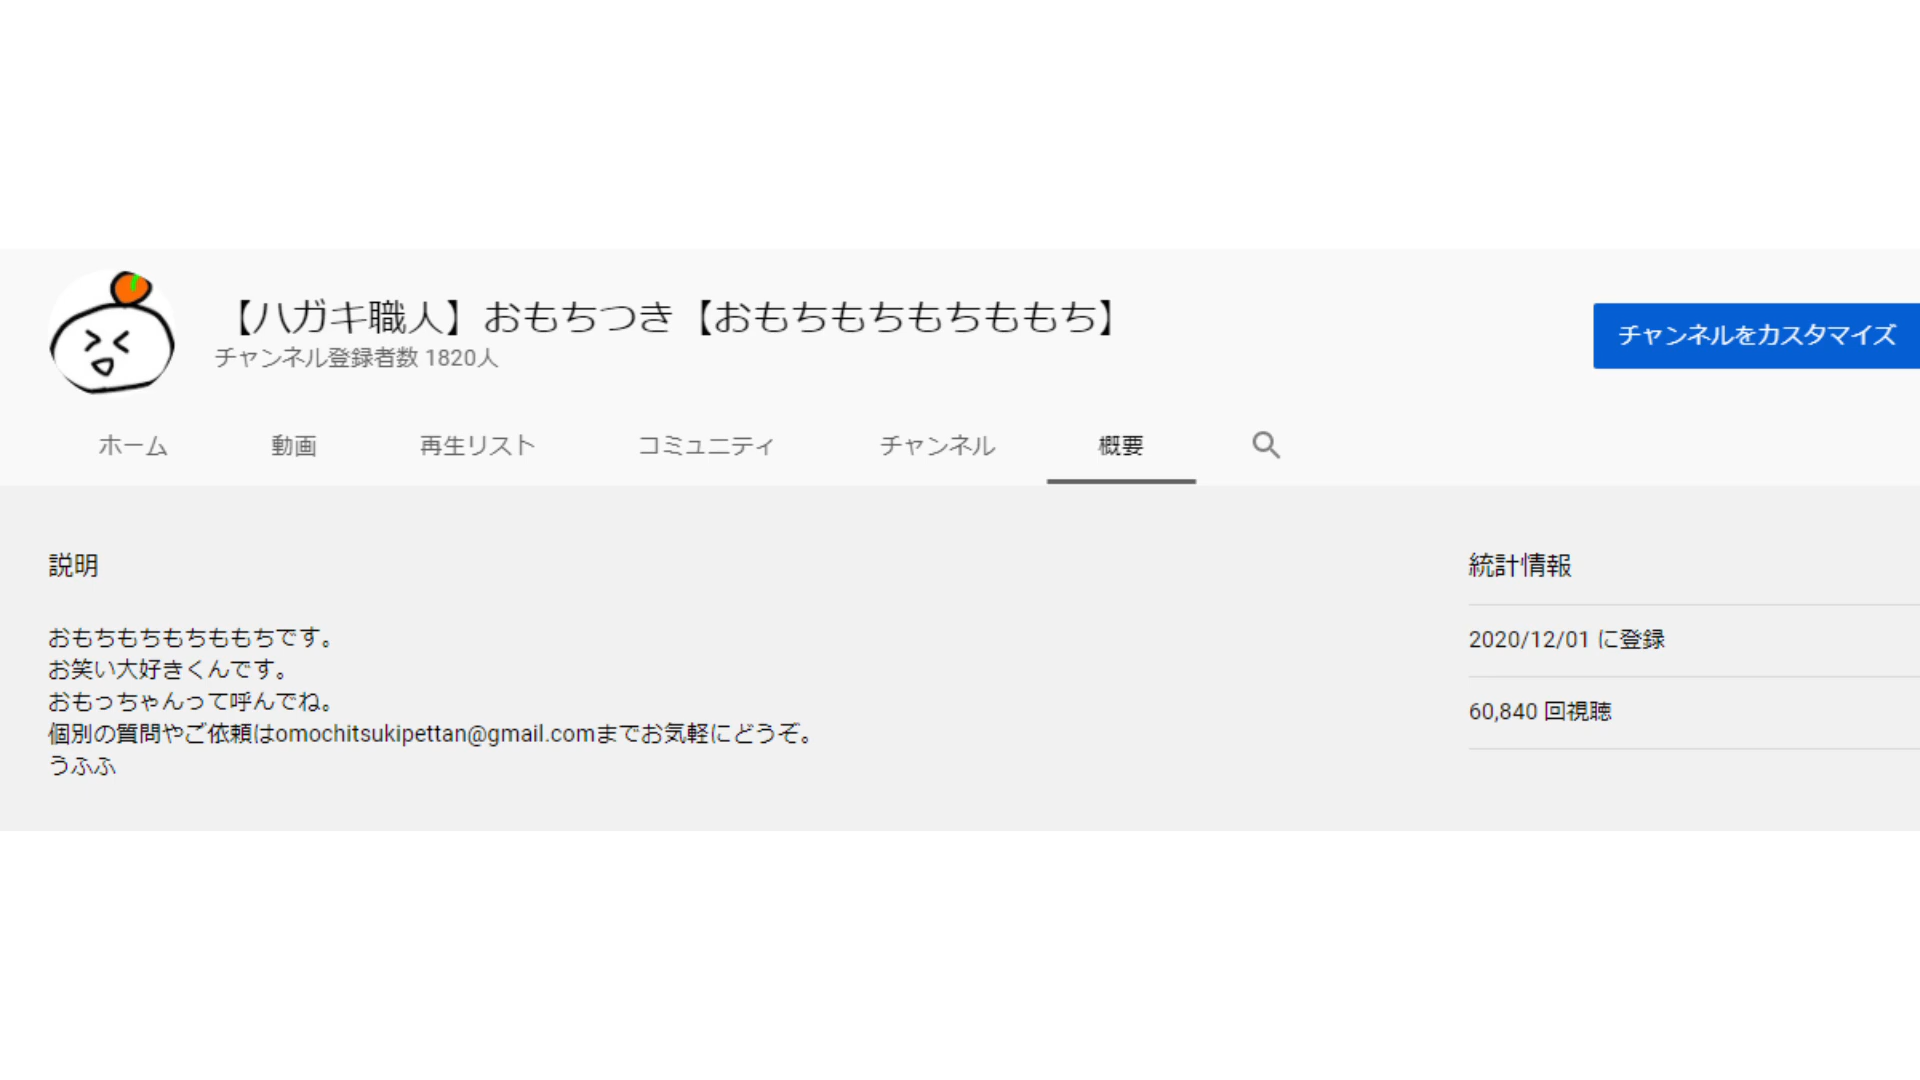 【ハガキ職人】おもちつき【おもちもちもちももち】
チャンネル登録者数 1820人
チャンネルをカスタマイズ
ホーム 動画 再生リスト コミュニティ チャンネル 概要
説明
おもちもちもちももちです。
お笑い大好きくんです。
おもっちゃんって呼んでね。
個別の質問やご依頼はomochitsukipettan@gmail.comまでお気軽にどうぞ。
うふふ
統計情報
2020/12/01 に登録
60,840 回視聴